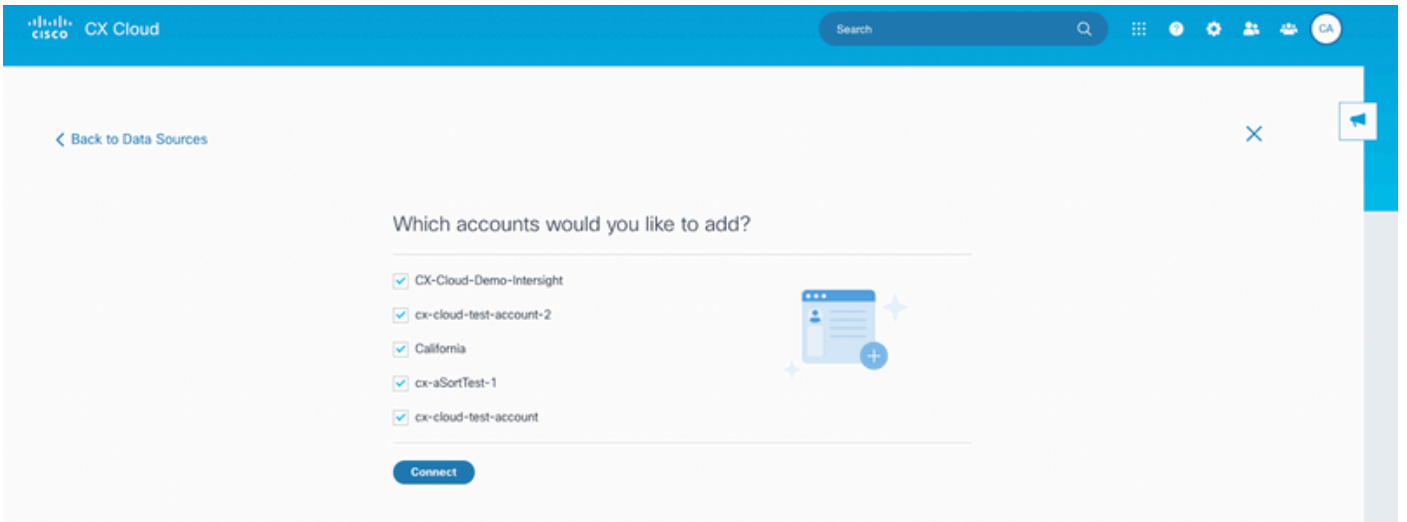 cisco CX Cloud
Search
CA
Back to Data Sources
Which accounts would you like to add?
CX-Cloud-Demo-Intersight
cx-cloud-test-account-2
California
cx-aSortTest-1
cx-cloud-test-account
Connect